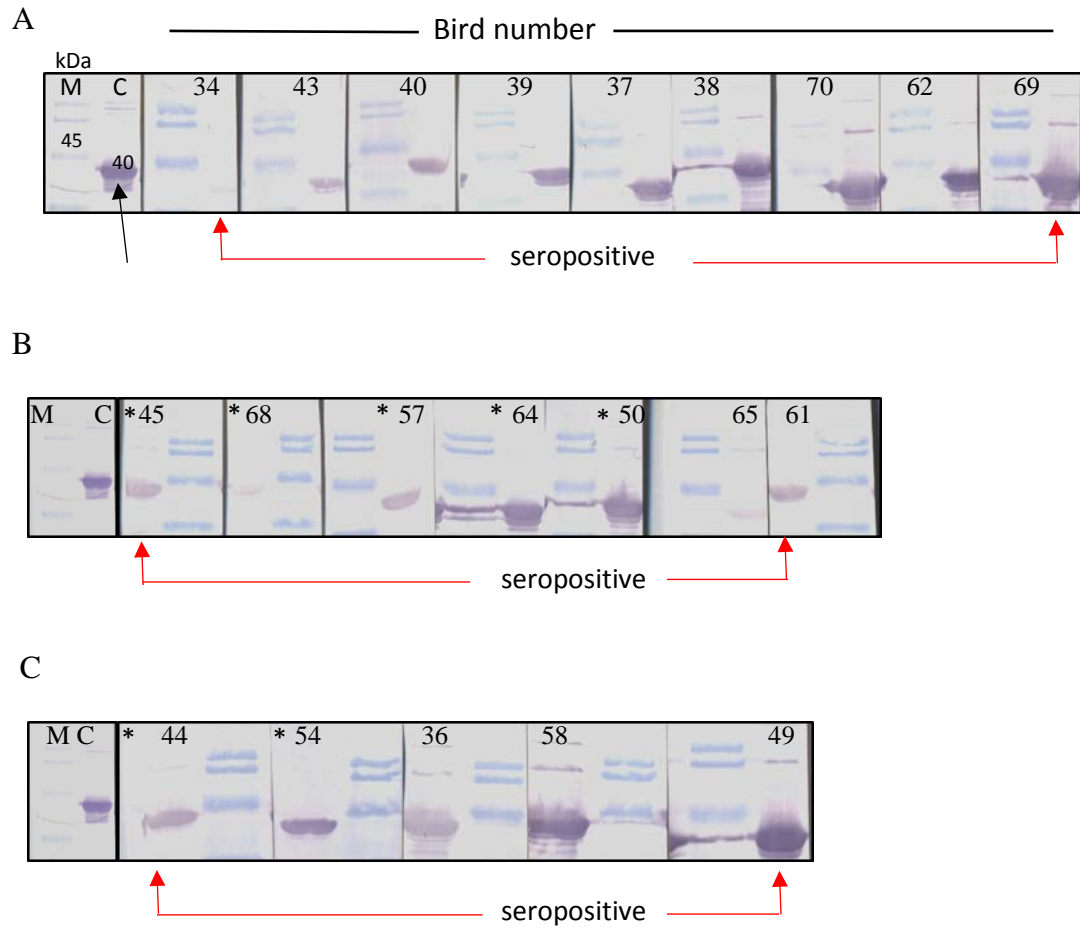 A
Bird number
kDa
M C 34 43 40 39 37 38 70 62 69
45
40
seropositive
B
M C *45 *68 *57 *64 *50 65 61
seropositive
C
M C * 44 *54 36 58 49
seropositive